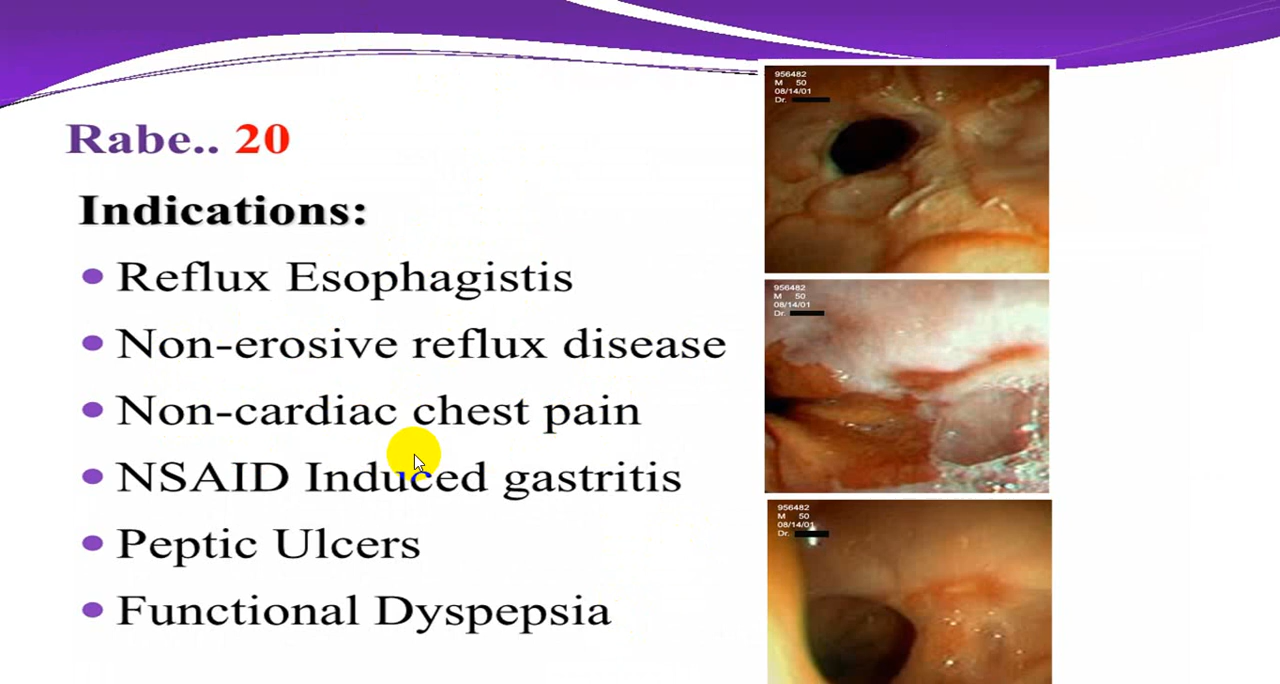 Rabe.. 20
Indications:
Reflux Esophagistis
Non-erosive reflux disease
Non-cardiac chest pain
NSAID Induced gastritis
Peptic Ulcers
Functional Dyspepsia
956482
M 50
08/14/01
Dr.
956482
M 50
08/14/01
Dr.
956482
M 50
08/14/01
Dr.